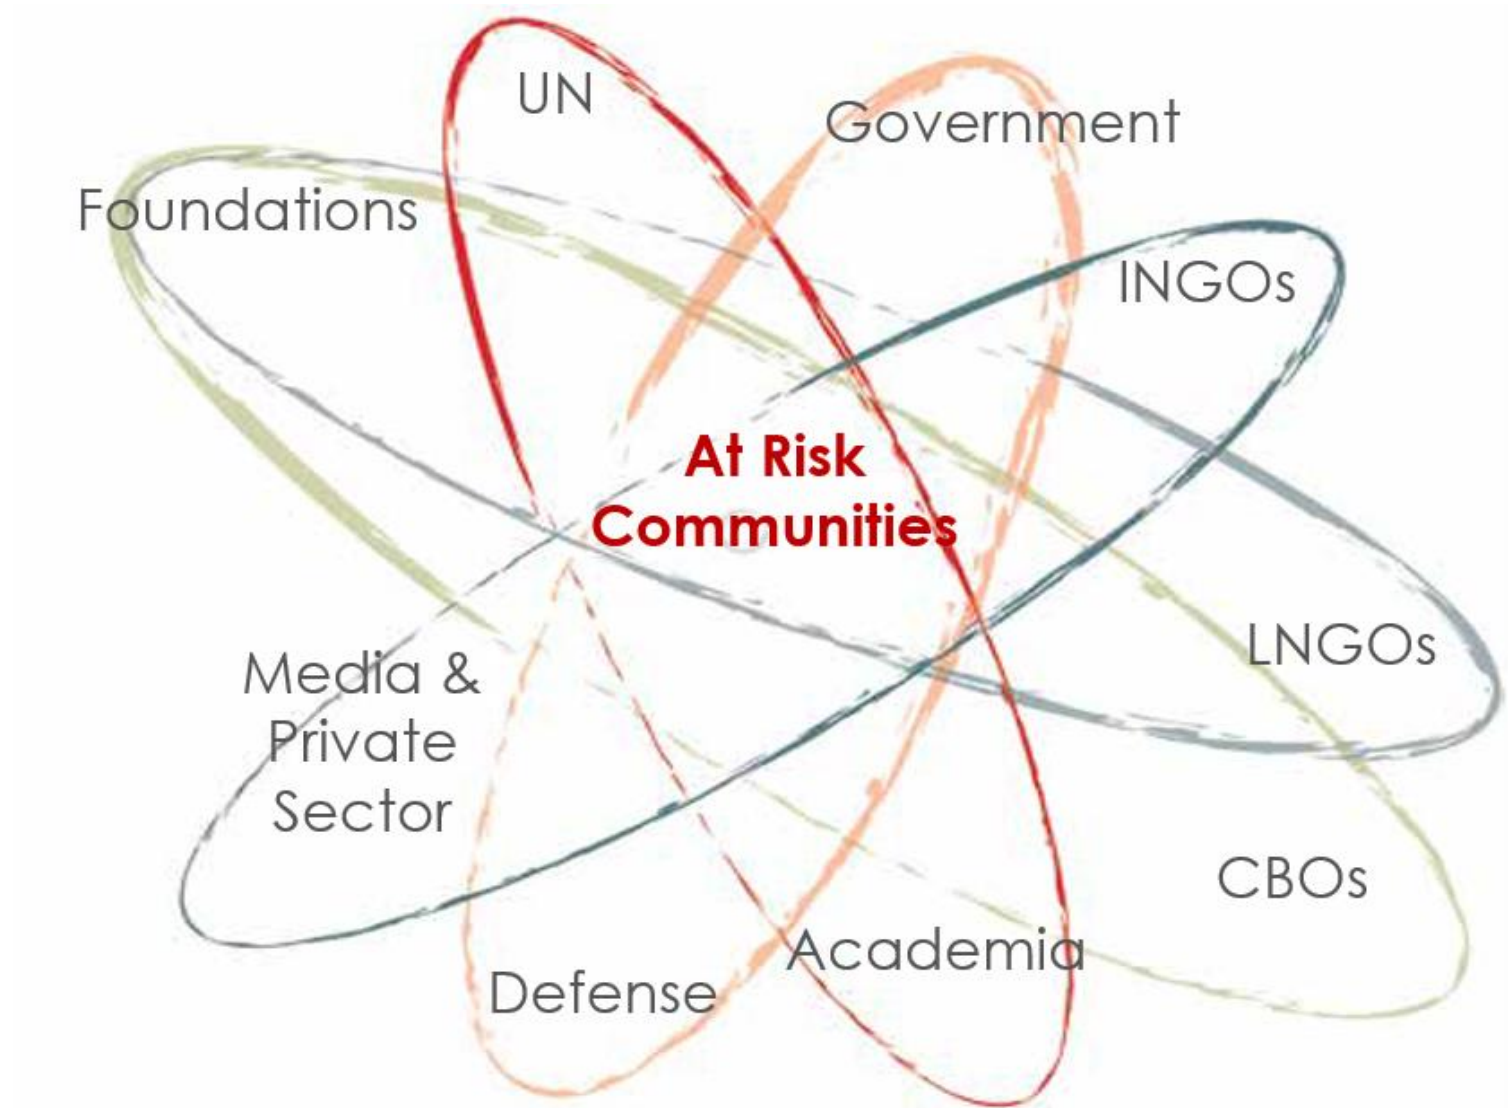 UN
Government
Foundations
INGOs
At Risk
Communities
LNGOs
Media &
Private
Sector
CBOs
Academia
Defense